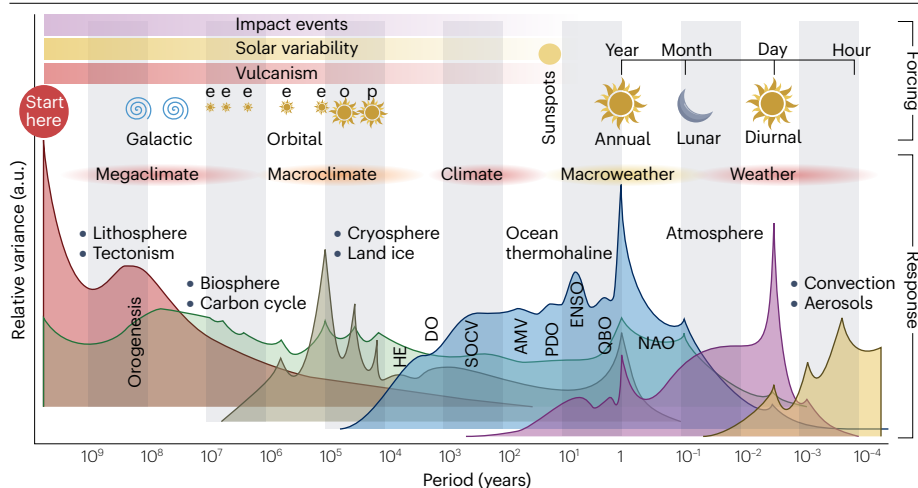 Impact events
Solar variability
Vulcanism
Start
here
e e e e e o p
Galactic
Orbital
Sunspots
Year
Month
Day
Hour
Annual
Lunar
Diurnal
Forcing
Megaclimate
Macroclimate
Climate
Macroweather
Weather
Response
Relative variance (a.u.)
• Lithosphere
• Tectonism
• Biosphere
• Carbon cycle
• Cryosphere
• Land ice
Ocean
thermohaline
Atmosphere
• Convection
• Aerosols
Orogenesis
HE
DO
SOCV
AMV
PDO
ENSO
QBO
NAO
10⁹ 10⁸ 10⁷ 10⁶ 10⁵ 10⁴ 10³ 10² 10¹ 1 10⁻¹ 10⁻² 10⁻³ 10⁻⁴
Period (years)